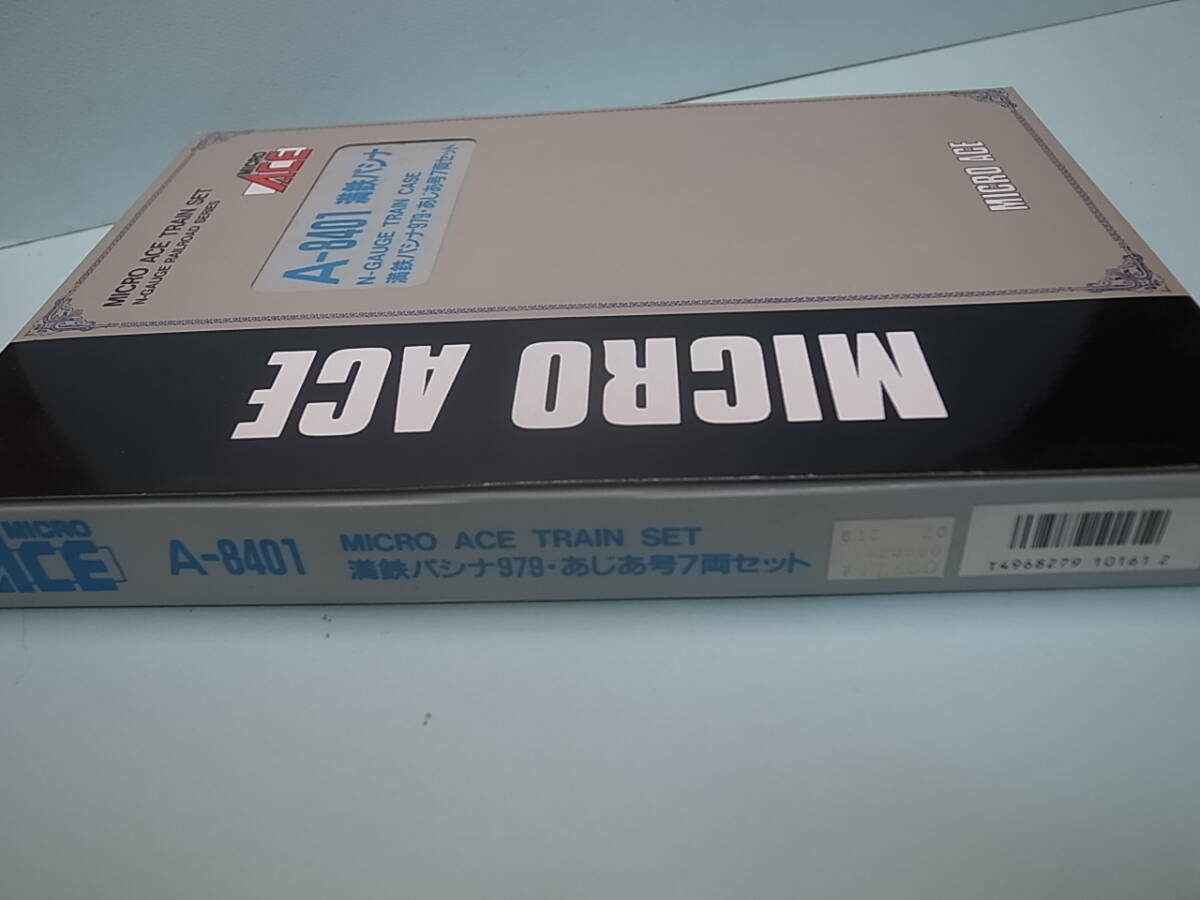 MICRO ACE TRAIN SET
N-GAUGE RAILROAD SERIES
MICRO
ACE
A-8401 満鉄パシナ
N-GAUGE TRAIN CASE
満鉄パシナ979・あじあ号7両セット
MICRO ACE
MICRO ACE
MICRO
ACE
A-8401
MICRO ACE TRAIN SET
満鉄パシナ979・あじあ号7両セット
T4968279 10161 2